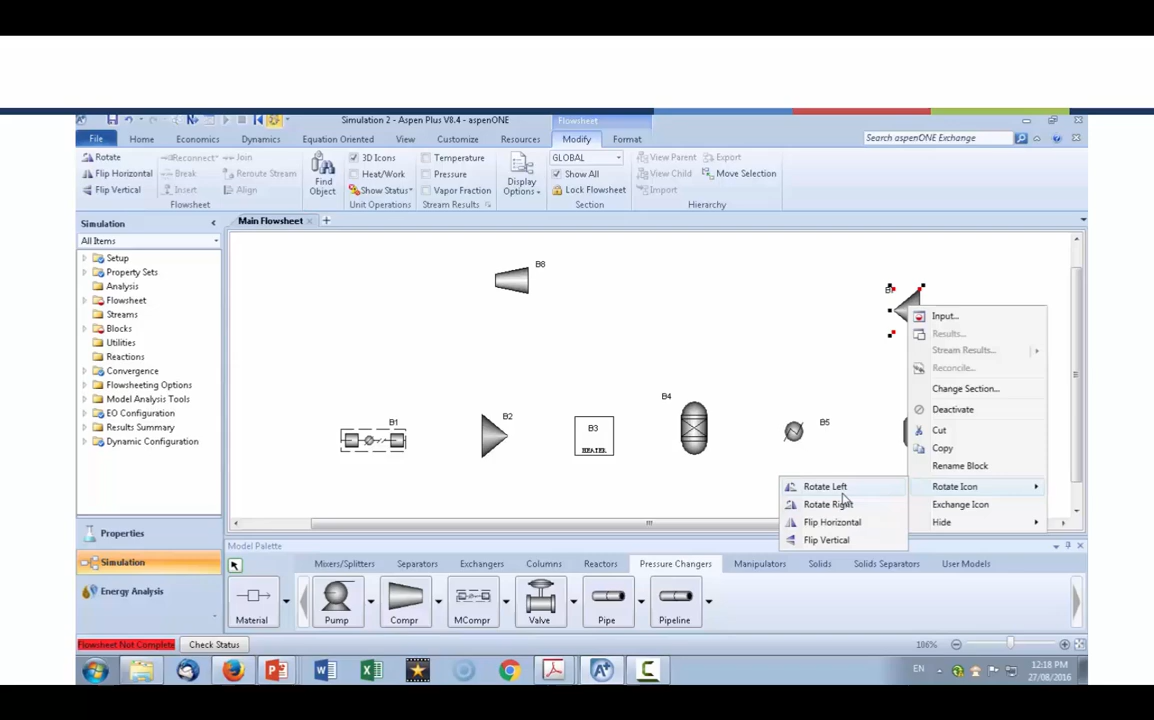 Simulation 2 - Aspen Plus V8.4 - aspenONE
Flowsheet
File Home Economics Dynamics Equation Oriented View Customize Resources Modify Format
Search aspenONE Exchange
Rotate
Flip Horizontal
Flip Vertical
Reconnect Join
Break Reroute Stream
Insert Align
Flowsheet
Find Object
3D Icons
Heat/Work
Show Status
Unit Operations
Temperature
Pressure
Vapor Fraction
Stream Results
Display Options
GLOBAL
Show All
Lock Flowsheet
Section
View Parent Export
View Child Move Selection
Import
Hierarchy
Simulation
All Items
Setup
Property Sets
Analysis
Flowsheet
Streams
Blocks
Utilities
Reactions
Convergence
Flowsheeting Options
Model Analysis Tools
EO Configuration
Results Summary
Dynamic Configuration
Properties
Simulation
Energy Analysis
Main Flowsheet
B6
B1
B2
B3
HEATER
B4
B5
Input...
Results...
Stream Results...
Reconcile...
Change Section...
Deactivate
Cut
Copy
Rename Block
Rotate Icon
Exchange Icon
Hide
Rotate Left
Rotate Right
Flip Horizontal
Flip Vertical
Model Palette
Mixers/Splitters Separators Exchangers Columns Reactors Pressure Changers Manipulators Solids Solids Separators User Models
Material Pump Compr MCompr Valve Pipe Pipeline
Flowsheet Not Complete Check Status
186%
EN
12:18 PM
27/08/2016